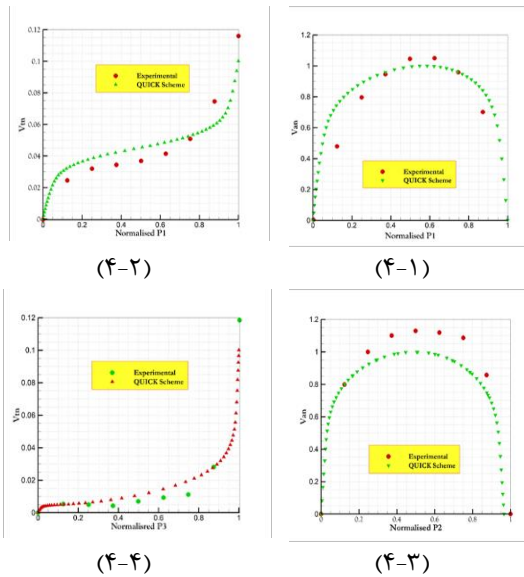 0.12
0.1
0.08
0.06
0.04
0.02
0
Vtn
Experimental
QUICK Scheme
0 0.2 0.4 0.6 0.8 1
Normalised P1
(۴-۲)
1.2
1
0.8
0.6
0.4
0.2
0
Van
Experimental
QUICK Scheme
0 0.2 0.4 0.6 0.8 1
Normalised P1
(۴-۱)
0.12
0.1
0.08
0.06
0.04
0.02
0
Vtn
Experimental
QUICK Scheme
0 0.2 0.4 0.6 0.8 1
Normalised P3
(۴-۴)
1.2
1
0.8
0.6
0.4
0.2
0
Van
Experimental
QUICK Scheme
0 0.2 0.4 0.6 0.8 1
Normalised P2
(۴-۳)